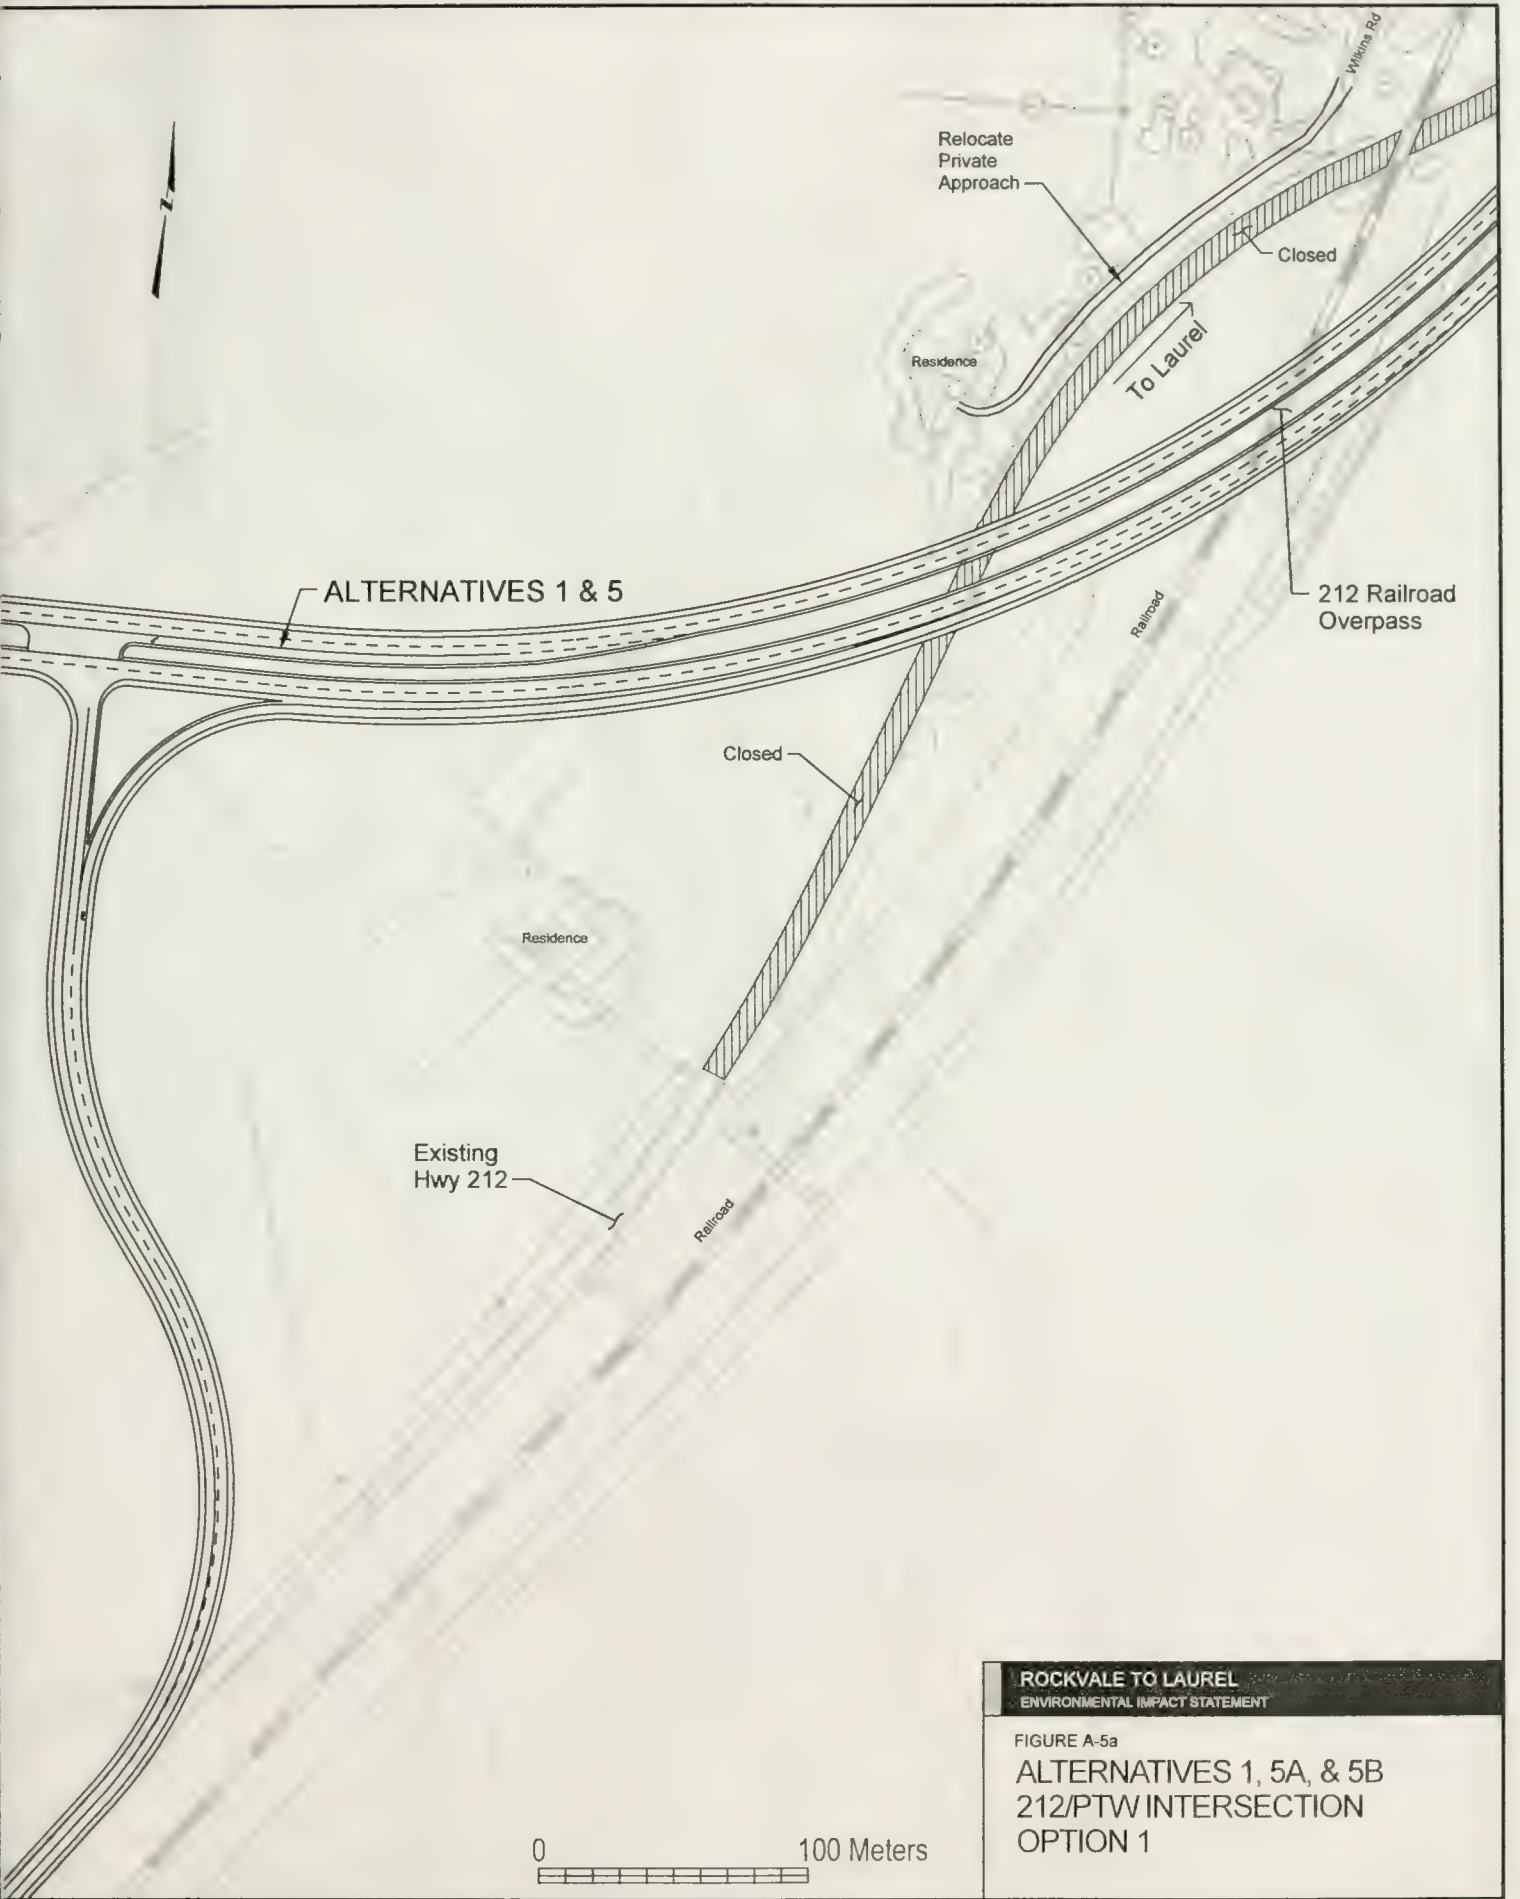 Wilkins Rd
Relocate
Private
Approach
Closed
To Laurel
Residence
ALTERNATIVES 1 & 5
212 Railroad
Overpass
Railroad
Closed
Residence
Existing
Hwy 212
Railroad
N
0 100 Meters
ROCKVALE TO LAUREL
ENVIRONMENTAL IMPACT STATEMENT
FIGURE A-5a
ALTERNATIVES 1, 5A, & 5B
212/PTW INTERSECTION
OPTION 1